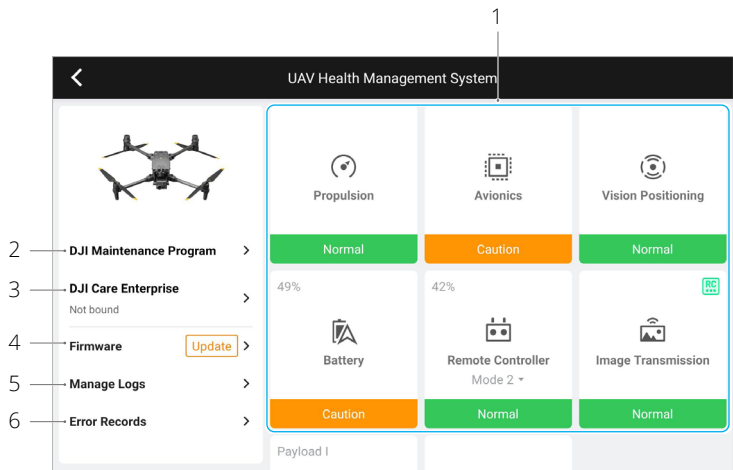 1
UAV Health Management System
Propulsion
Avionics
Vision Positioning
Normal
Caution
Normal
2
DJI Maintenance Program
3
DJI Care Enterprise
Not bound
4
Firmware
Update
5
Manage Logs
6
Error Records
49%
42%
RC
Battery
Remote Controller
Image Transmission
Mode 2
Caution
Normal
Normal
Payload I